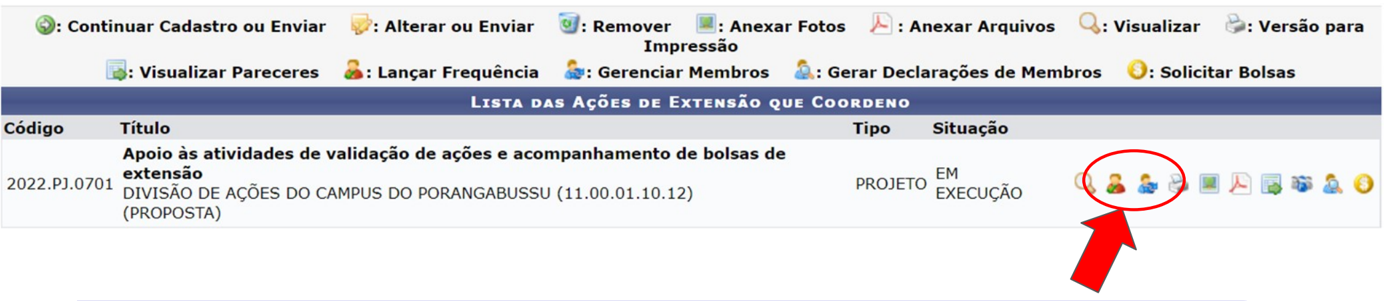 : Continuar Cadastro ou Enviar : Alterar ou Enviar : Remover : Anexar Fotos : Anexar Arquivos : Visualizar : Versão para
Impressão
: Visualizar Pareceres : Lançar Frequência : Gerenciar Membros : Gerar Declarações de Membros : Solicitar Bolsas
LISTA DAS AÇÕES DE EXTENSÃO QUE COORDENO
Código Título Tipo Situação
Apoio às atividades de validação de ações e acompanhamento de bolsas de
extensão
2022.PJ.0701 DIVISÃO DE AÇÕES DO CAMPUS DO PORANGABUSSU (11.00.01.10.12)
(PROPOSTA)
PROJETO
EM
EXECUÇÃO